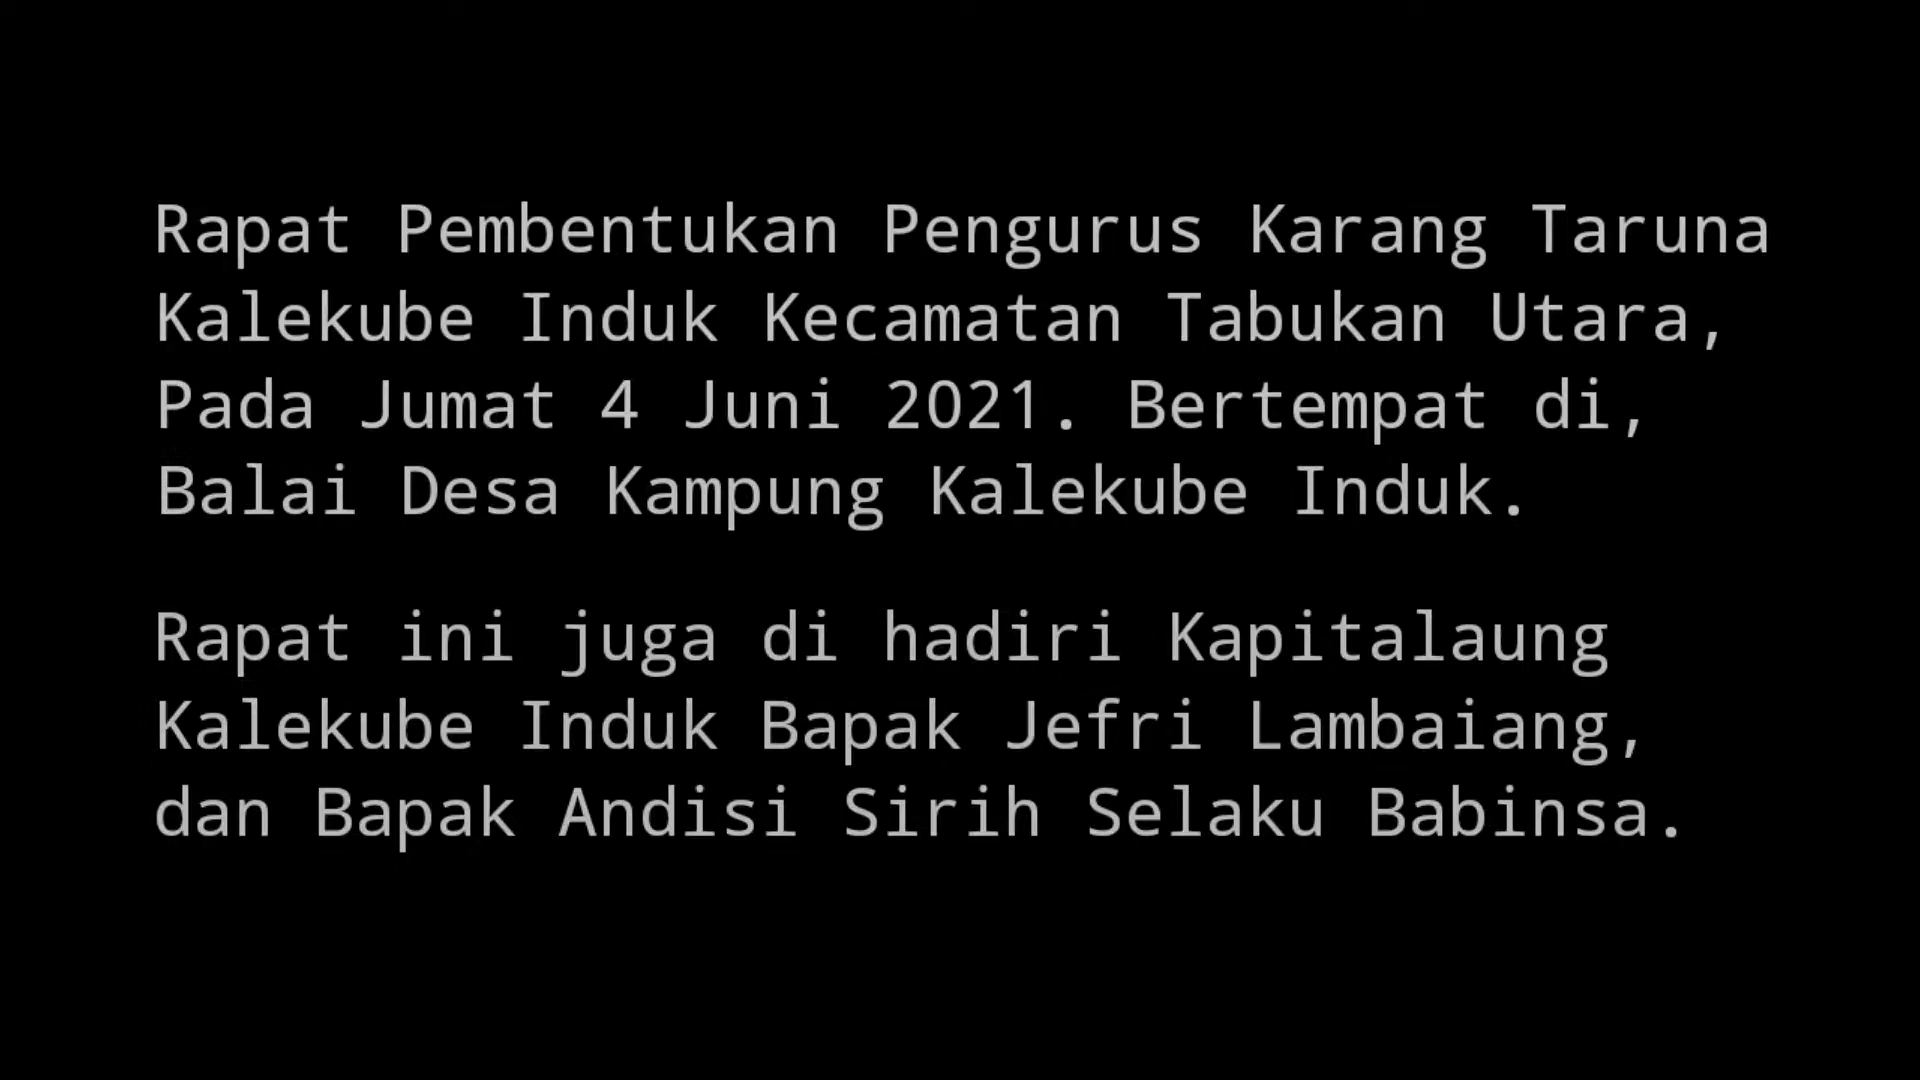 Rapat Pembentukan Pengurus Karang Taruna
Kalekube Induk Kecamatan Tabukan Utara,
Pada Jumat 4 Juni 2021. Bertempat di,
Balai Desa Kampung Kalekube Induk.
Rapat ini juga di hadiri Kapitalaung
Kalekube Induk Bapak Jefri Lambaiang,
dan Bapak Andisi Sirih Selaku Babinsa.